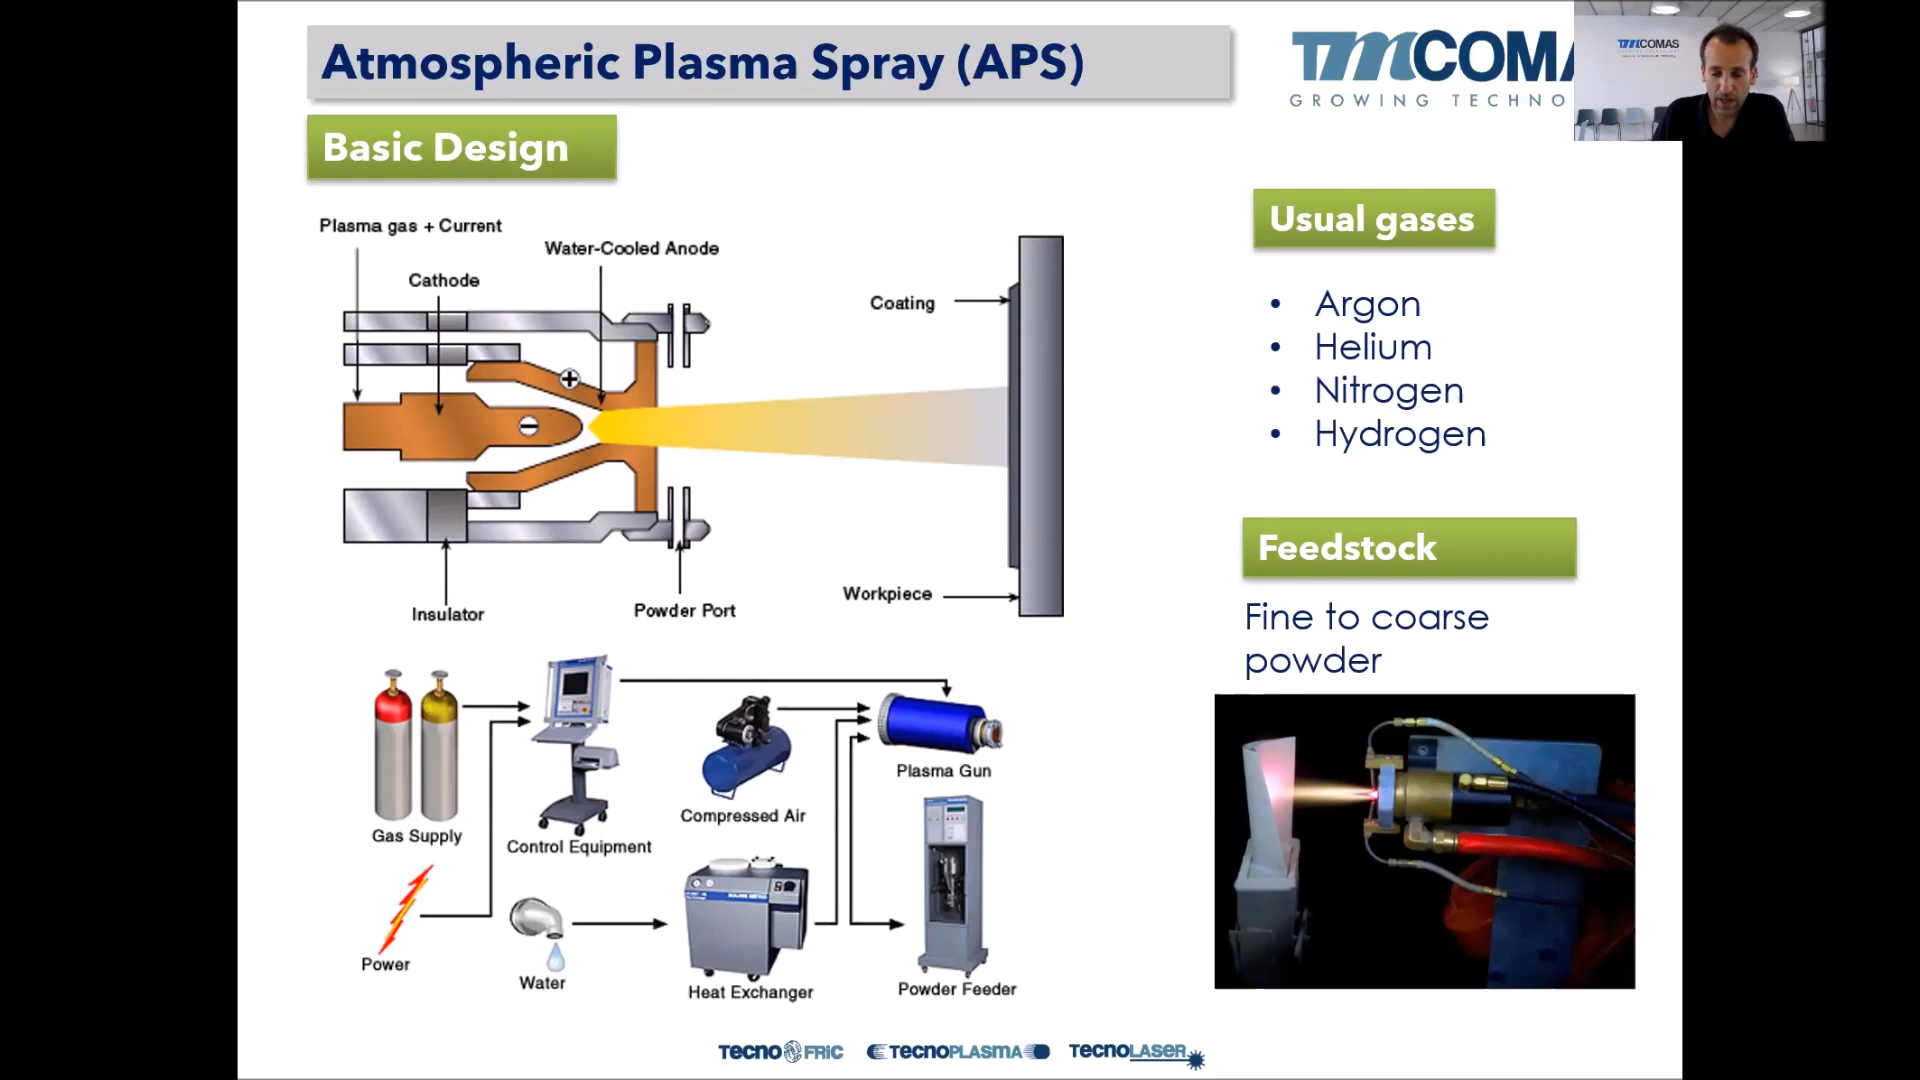 Atmospheric Plasma Spray (APS)
TMCOMA
GROWING TECHNO
TMCOMAS
Basic Design
Usual gases
Plasma gas + Current
Water-Cooled Anode
Cathode
Coating
+
−
Insulator
Powder Port
Workpiece
• Argon
• Helium
• Nitrogen
• Hydrogen
Feedstock
Fine to coarse
powder
Gas Supply
Control Equipment
Compressed Air
Plasma Gun
Power
Water
Heat Exchanger
Powder Feeder
TECNO FRIC
TECNOPLASMA
TECNOLASER